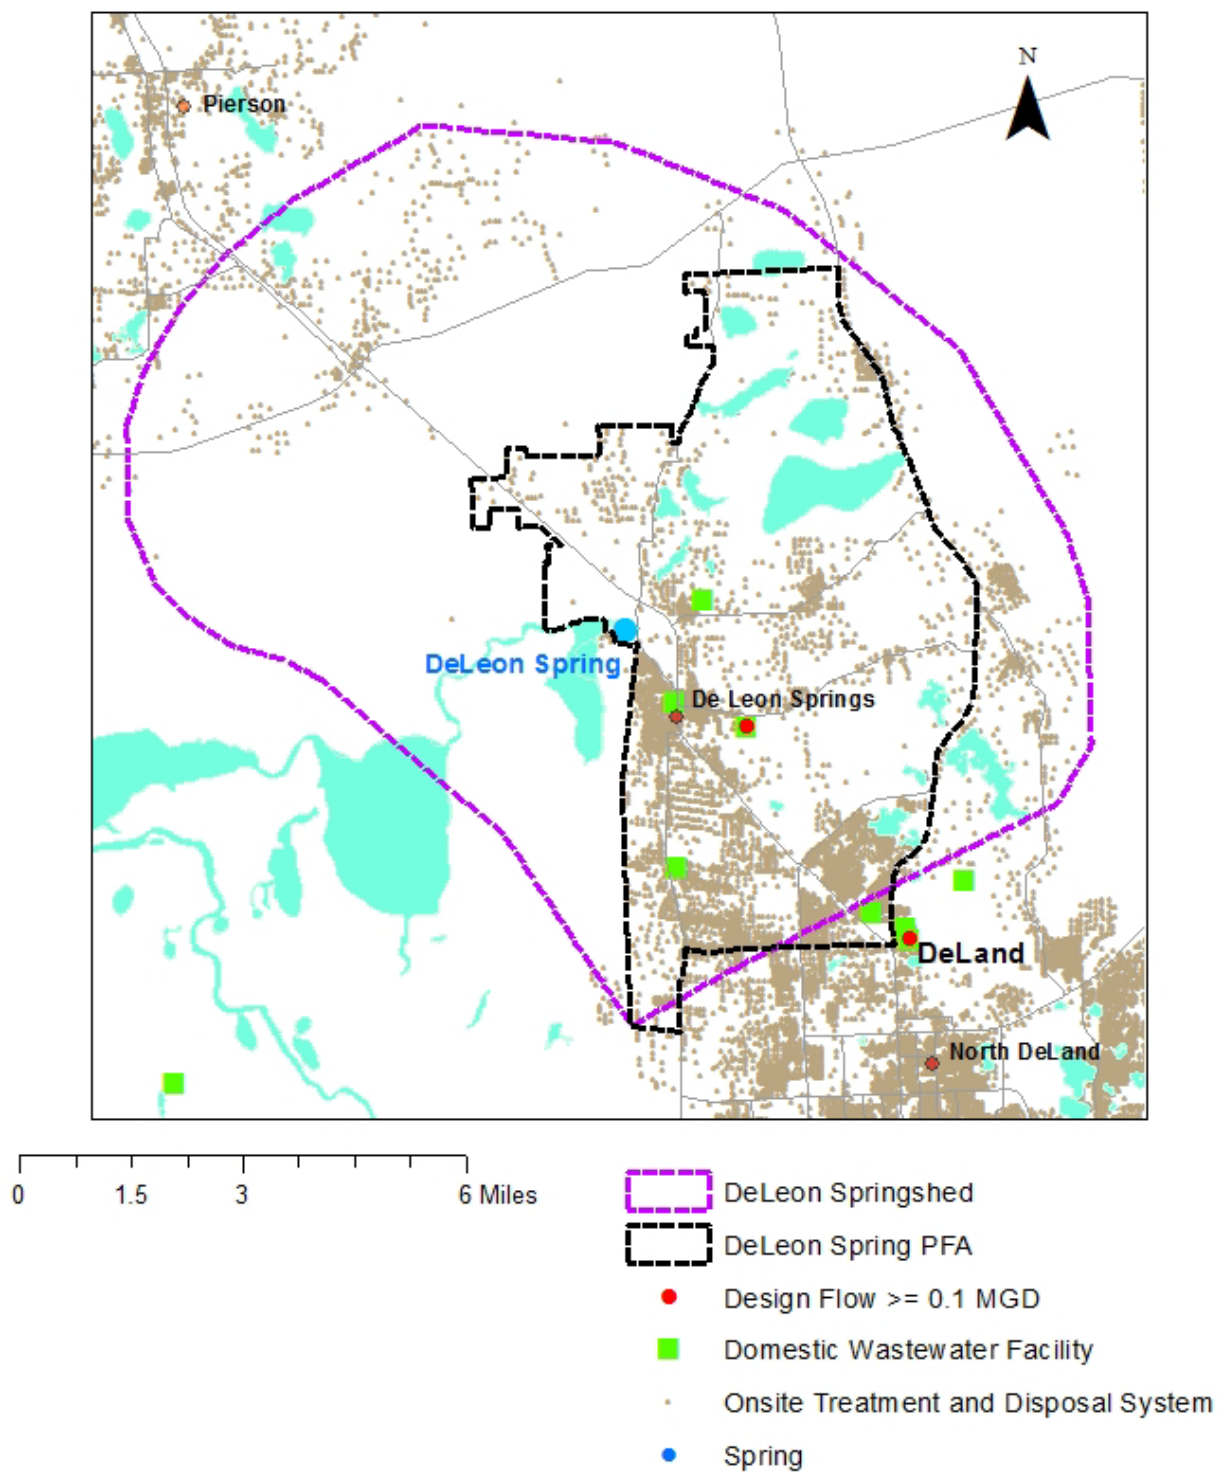 N
Pierson
DeLeon Spring
De Leon Springs
DeLand
North DeLand
0 1.5 3 6 Miles
DeLeon Springshed
DeLeon Spring PFA
Design Flow >= 0.1 MGD
Domestic Wastewater Facility
Onsite Treatment and Disposal System
Spring